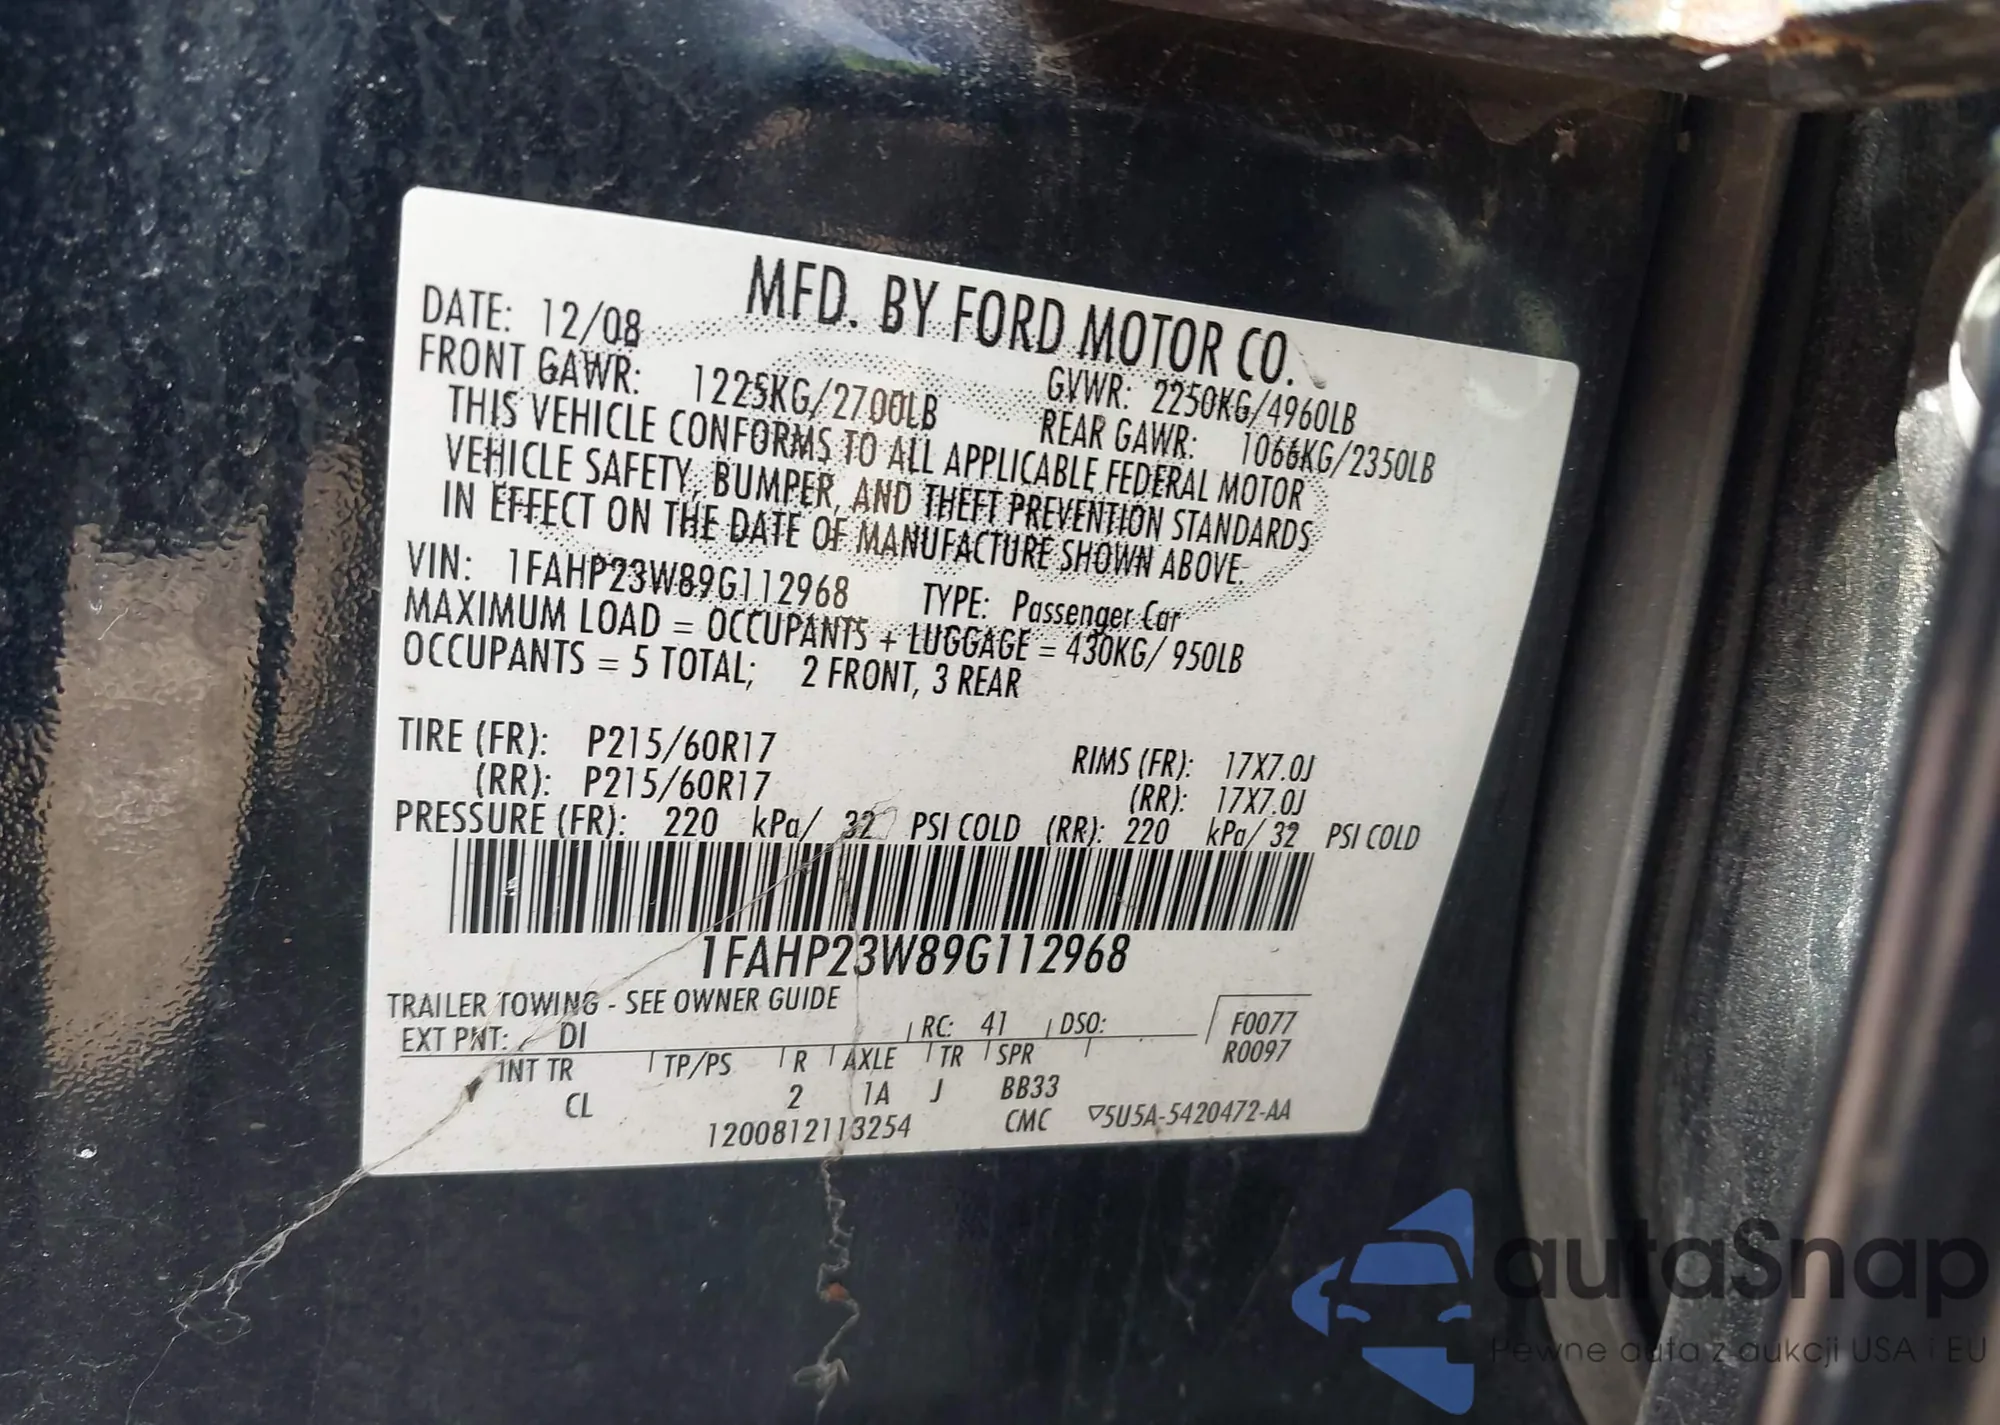 MFD. BY FORD MOTOR CO.
DATE: 12/08
GVWR: 2250KG/4960LB
FRONT GAWR: 1225KG/2700LB
REAR GAWR: 1066KG/2350LB
THIS VEHICLE CONFORMS TO ALL APPLICABLE FEDERAL MOTOR
VEHICLE SAFETY, BUMPER, AND THEFT PREVENTION STANDARDS
IN EFFECT ON THE DATE OF MANUFACTURE SHOWN ABOVE.
VIN: 1FAHP23W89G112968 TYPE: Passenger Car
MAXIMUM LOAD = OCCUPANTS + LUGGAGE = 430KG/ 950LB
OCCUPANTS = 5 TOTAL; 2 FRONT, 3 REAR
TIRE (FR): P215/60R17 RIMS (FR): 17X7.0J
(RR): P215/60R17 (RR): 17X7.0J
PRESSURE (FR): 220 kPa/ 32 PSI COLD (RR): 220 kPa/ 32 PSI COLD
1FAHP23W89G112968
TRAILER TOWING - SEE OWNER GUIDE
EXT PNT: DI RC: 41 DSO: F0077
INT TR TP/PS R AXLE TR SPR R0097
CL 2 1A J BB33
1200812113254 CMC ▽5U5A-5420472-AA
autaSnap
Pewne auta z aukcji USA i EU